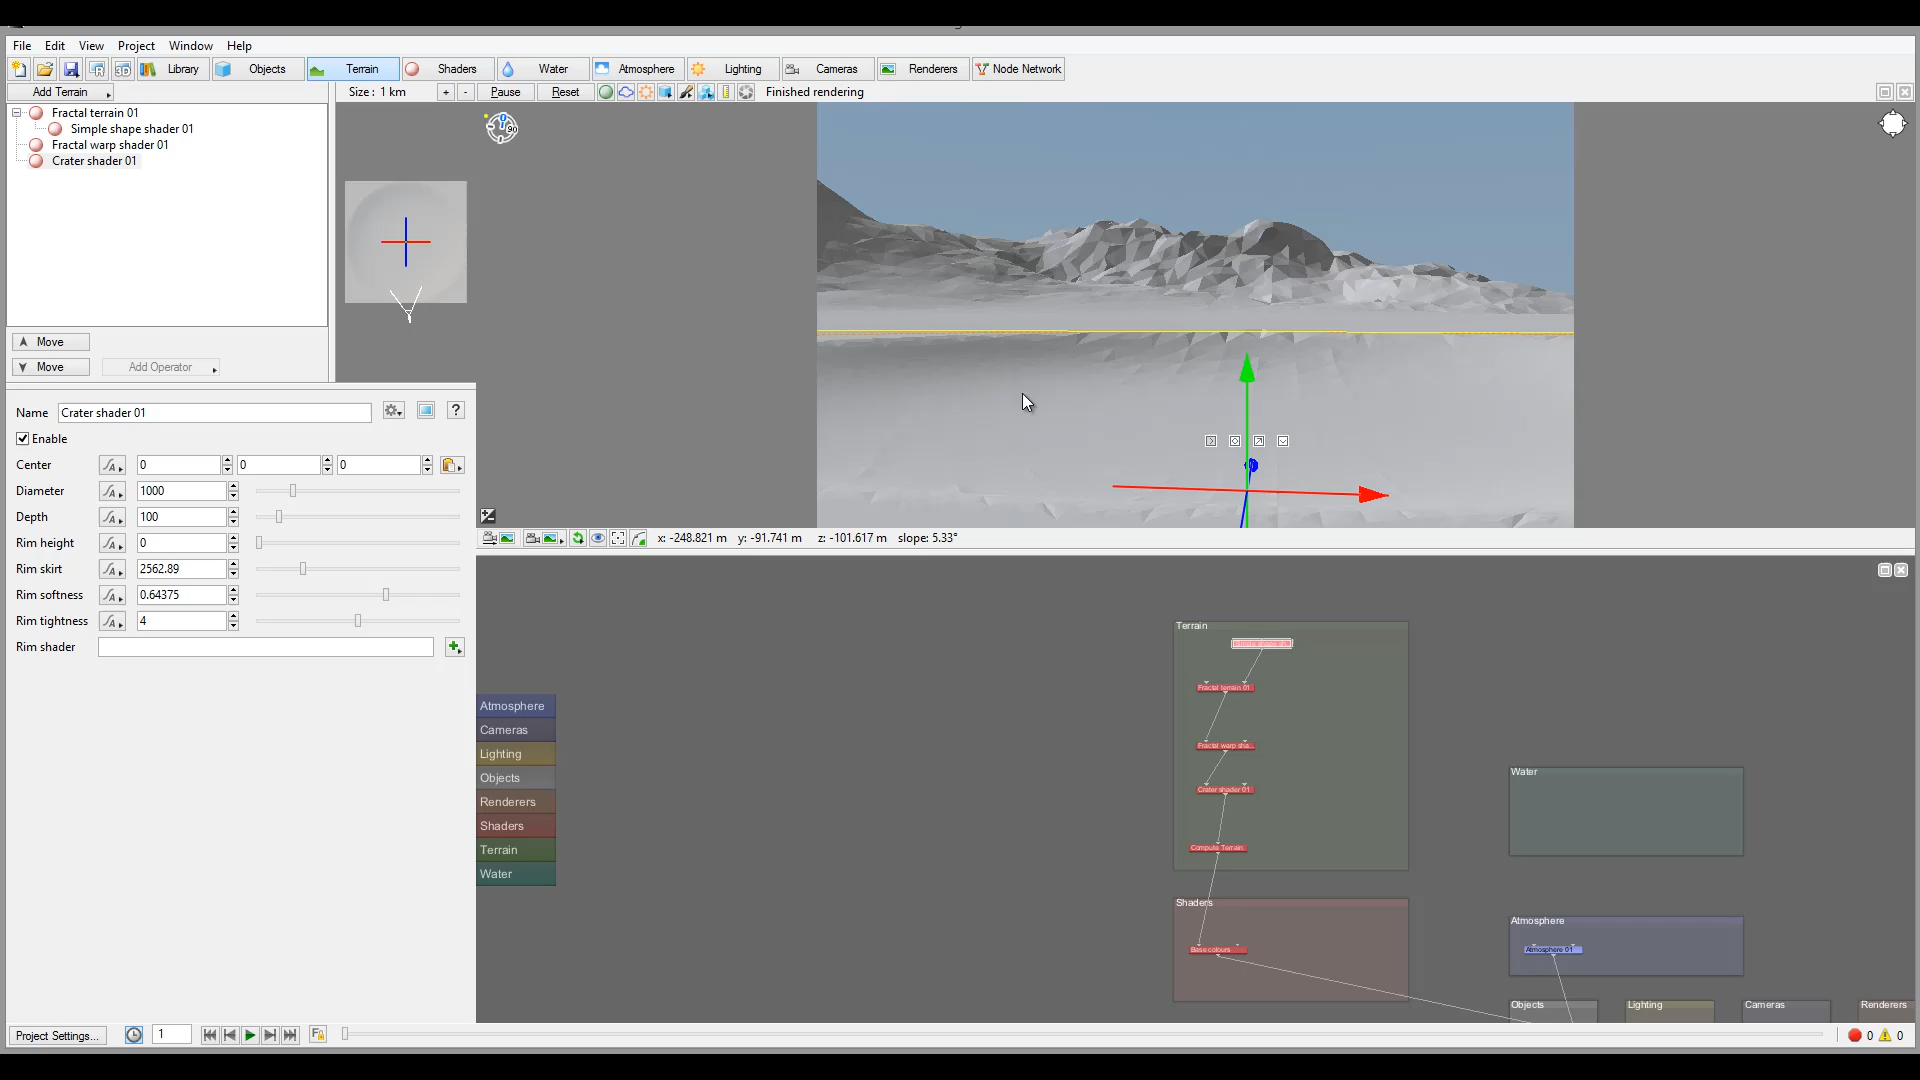 File Edit View Project Window Help
Library Objects Terrain Shaders Water Atmosphere Lighting Cameras Renderers Node Network
Add Terrain
Size : 1 km + - Pause Reset Finished rendering
Fractal terrain 01
Simple shape shader 01
Fractal warp shader 01
Crater shader 01
90
Move
Move Add Operator
Name Crater shader 01 ?
Enable
Center 0 0 0
Diameter 1000
Depth 100
Rim height 0
Rim skirt 2562.89
Rim softness 0.64375
Rim tightness 4
Rim shader
x: -248.821 m y: -91.741 m z: -101.617 m slope: 5.33°
Atmosphere
Cameras
Lighting
Objects
Renderers
Shaders
Terrain
Water
Terrain
Fractal terrain 01
Fractal warp sha...
Crater shader 01
Compute Terrain
Shaders
Base colours
Water
Atmosphere
Atmosphere 01
Objects Lighting Cameras Renderers
Project Settings... 1 0 0